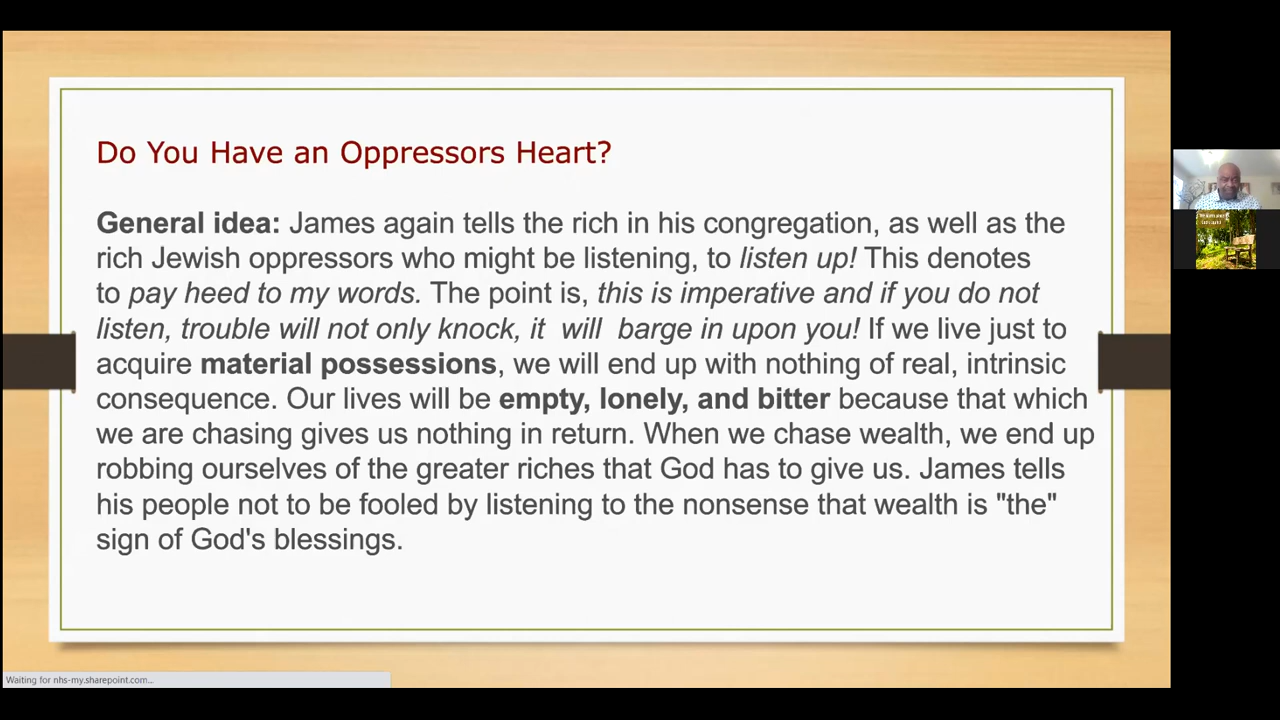 Do You Have an Oppressors Heart?
General idea: James again tells the rich in his congregation, as well as the
rich Jewish oppressors who might be listening, to listen up! This denotes
to pay heed to my words. The point is, this is imperative and if you do not
listen, trouble will not only knock, it will barge in upon you! If we live just to
acquire material possessions, we will end up with nothing of real, intrinsic
consequence. Our lives will be empty, lonely, and bitter because that which
we are chasing gives us nothing in return. When we chase wealth, we end up
robbing ourselves of the greater riches that God has to give us. James tells
his people not to be fooled by listening to the nonsense that wealth is "the"
sign of God's blessings.
Waiting for nhs-my.sharepoint.com...